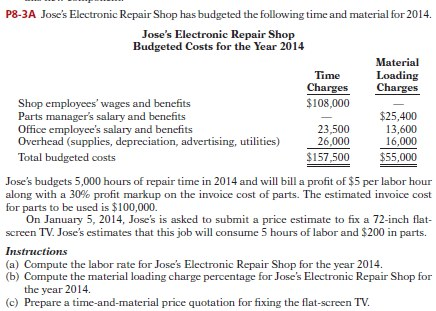 P8-3A Jose's Electronic Repair Shop has budgeted the following time and material for 2014.
Jose's Electronic Repair Shop
Budgeted Costs for the Year 2014
Material
Time Loading
Charges Charges
Shop employees' wages and benefits $108,000 —
Parts manager's salary and benefits — $25,400
Office employee's salary and benefits 23,500 13,600
Overhead (supplies, depreciation, advertising, utilities) 26,000 16,000
Total budgeted costs $157,500 $55,000
Jose's budgets 5,000 hours of repair time in 2014 and will bill a profit of $5 per labor hour
along with a 30% profit markup on the invoice cost of parts. The estimated invoice cost
for parts to be used is $100,000.
On January 5, 2014, Jose's is asked to submit a price estimate to fix a 72-inch flat-
screen TV. Jose's estimates that this job will consume 5 hours of labor and $200 in parts.
Instructions
(a) Compute the labor rate for Jose's Electronic Repair Shop for the year 2014.
(b) Compute the material loading charge percentage for Jose's Electronic Repair Shop for
the year 2014.
(c) Prepare a time-and-material price quotation for fixing the flat-screen TV.